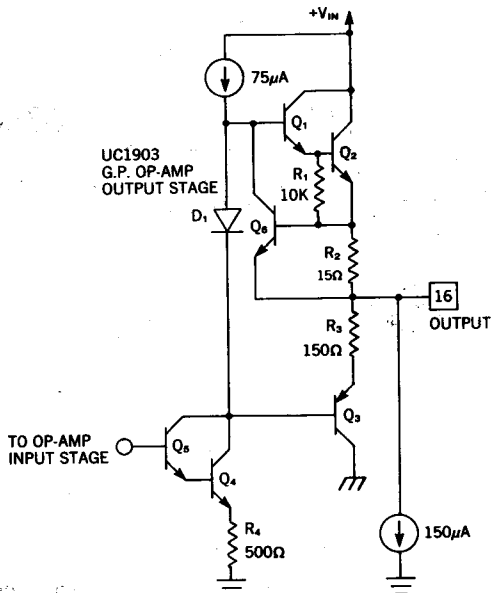 +VIN
75µA
Q1
Q2
UC1903
G.P. OP-AMP
OUTPUT STAGE
R1
10K
D1
Q6
R2
15Ω
16
OUTPUT
R3
150Ω
Q3
TO OP-AMP
INPUT STAGE
Q5
Q4
R4
500Ω
150µA